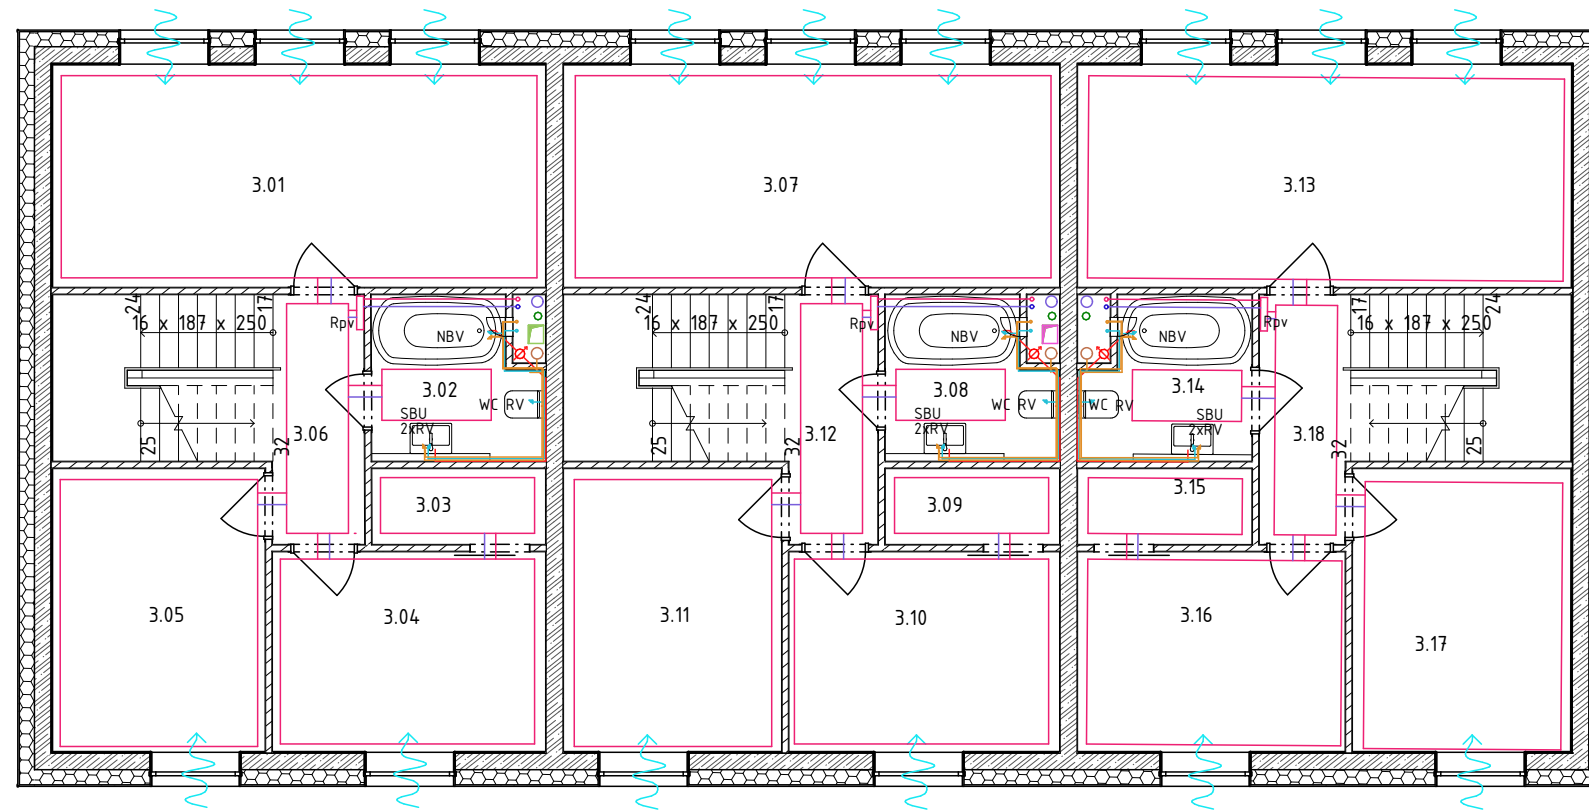 3.01
3.07
3.13
24
17
16 x 187 x 250
Rpv
NBV
3.02
SBU
2xRV
WC RV
3.06
25
32
3.03
3.05
3.04
24
17
16 x 187 x 250
Rpv
NBV
3.08
SBU
2xRV
WC RV
3.12
25
32
3.09
3.11
3.10
17
24
16 x 187 x 250
Rpv
NBV
3.14
SBU
2xRV
WC RV
3.18
32
25
3.15
3.16
3.17